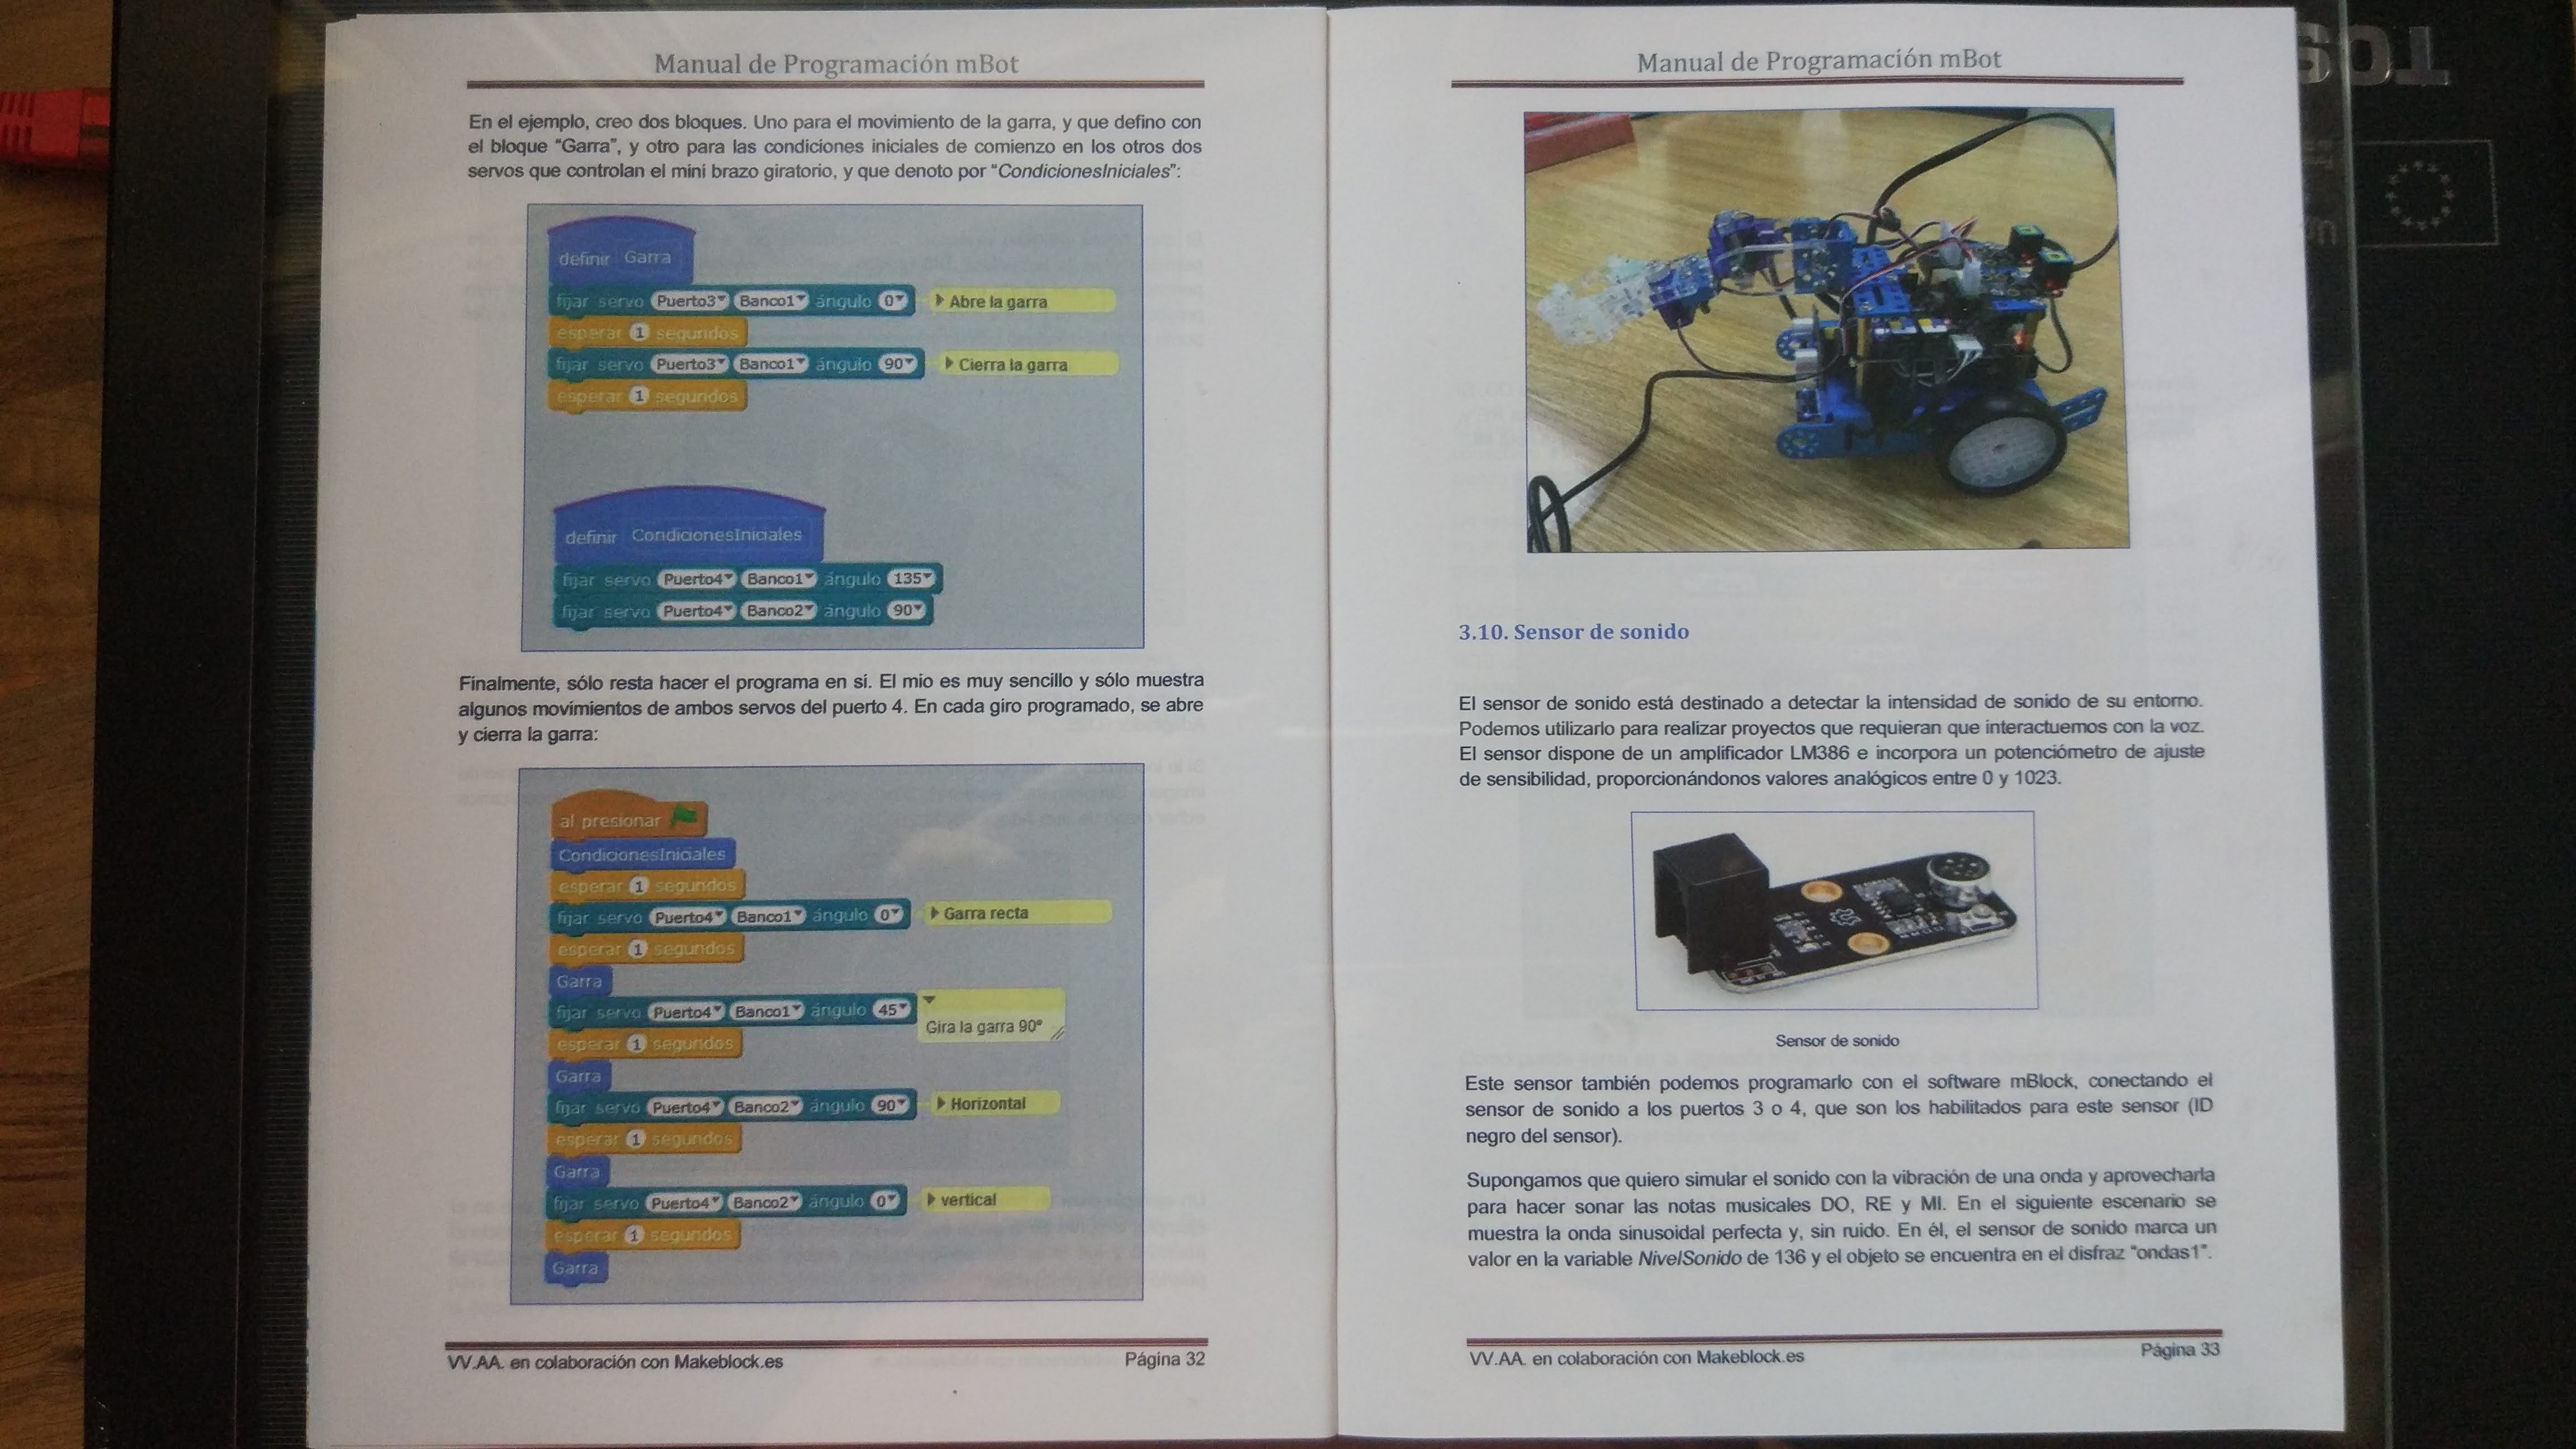 Manual de Programación mBot
En el ejemplo, creo dos bloques. Uno para el movimiento de la garra, y que defino con
el bloque “Garra”, y otro para las condiciones iniciales de comienzo en los otros dos
servos que controlan el mini brazo giratorio, y que denoto por “CondicionesIniciales”:
definir Garra
fijar servo Puerto3 Banco1 ángulo 0 Abre la garra
esperar 1 segundos
fijar servo Puerto3 Banco1 ángulo 90 Cierra la garra
esperar 1 segundos
definir CondicionesIniciales
fijar servo Puerto4 Banco1 ángulo 135
fijar servo Puerto4 Banco2 ángulo 90
Finalmente, sólo resta hacer el programa en sí. El mio es muy sencillo y sólo muestra
algunos movimientos de ambos servos del puerto 4. En cada giro programado, se abre
y cierra la garra:
al presionar
CondicionesIniciales
esperar 1 segundos
fijar servo Puerto4 Banco1 ángulo 0 Garra recta
esperar 1 segundos
Garra
fijar servo Puerto4 Banco1 ángulo 45
Gira la garra 90º
esperar 1 segundos
Garra
fijar servo Puerto4 Banco2 ángulo 90 Horizontal
esperar 1 segundos
Garra
fijar servo Puerto4 Banco2 ángulo 0 vertical
esperar 1 segundos
Garra
VV.AA. en colaboración con Makeblock.es Página 32
Manual de Programación mBot
3.10. Sensor de sonido
El sensor de sonido está destinado a detectar la intensidad de sonido de su entorno.
Podemos utilizarlo para realizar proyectos que requieran que interactuemos con la voz.
El sensor dispone de un amplificador LM386 e incorpora un potenciómetro de ajuste
de sensibilidad, proporcionándonos valores analógicos entre 0 y 1023.
Sensor de sonido
Este sensor también podemos programarlo con el software mBlock, conectando el
sensor de sonido a los puertos 3 o 4, que son los habilitados para este sensor (ID
negro del sensor).
Supongamos que quiero simular el sonido con la vibración de una onda y aprovecharla
para hacer sonar las notas musicales DO, RE y MI. En el siguiente escenario se
muestra la onda sinusoidal perfecta y, sin ruido. En él, el sensor de sonido marca un
valor en la variable NivelSonido de 136 y el objeto se encuentra en el disfraz “ondas1”.
VV.AA. en colaboración con Makeblock.es Página 33